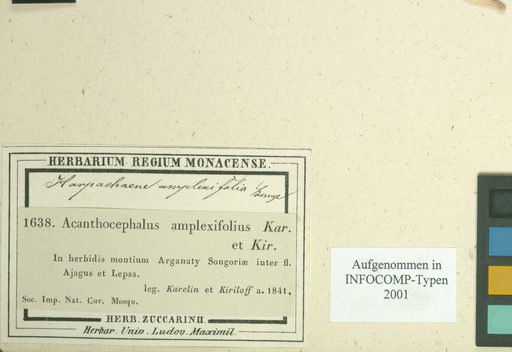 HERBARIUM REGIUM MONACENSE.
Harpachaene amplexifolia Bunge
1638. Acanthocephalus amplexifolius Kar.
et Kir.
In herbidis montium Arganaty Songoriæ inter fl.
Ajagus et Lepsa.
leg. Karelin et Kiriloff a. 1841.
Soc. Imp. Nat. Cur. Mosqu.
HERB. ZUCCARINII
Herbar. Univ. Ludov. Maximil
Aufgenommen in
INFOCOMP-Typen
2001